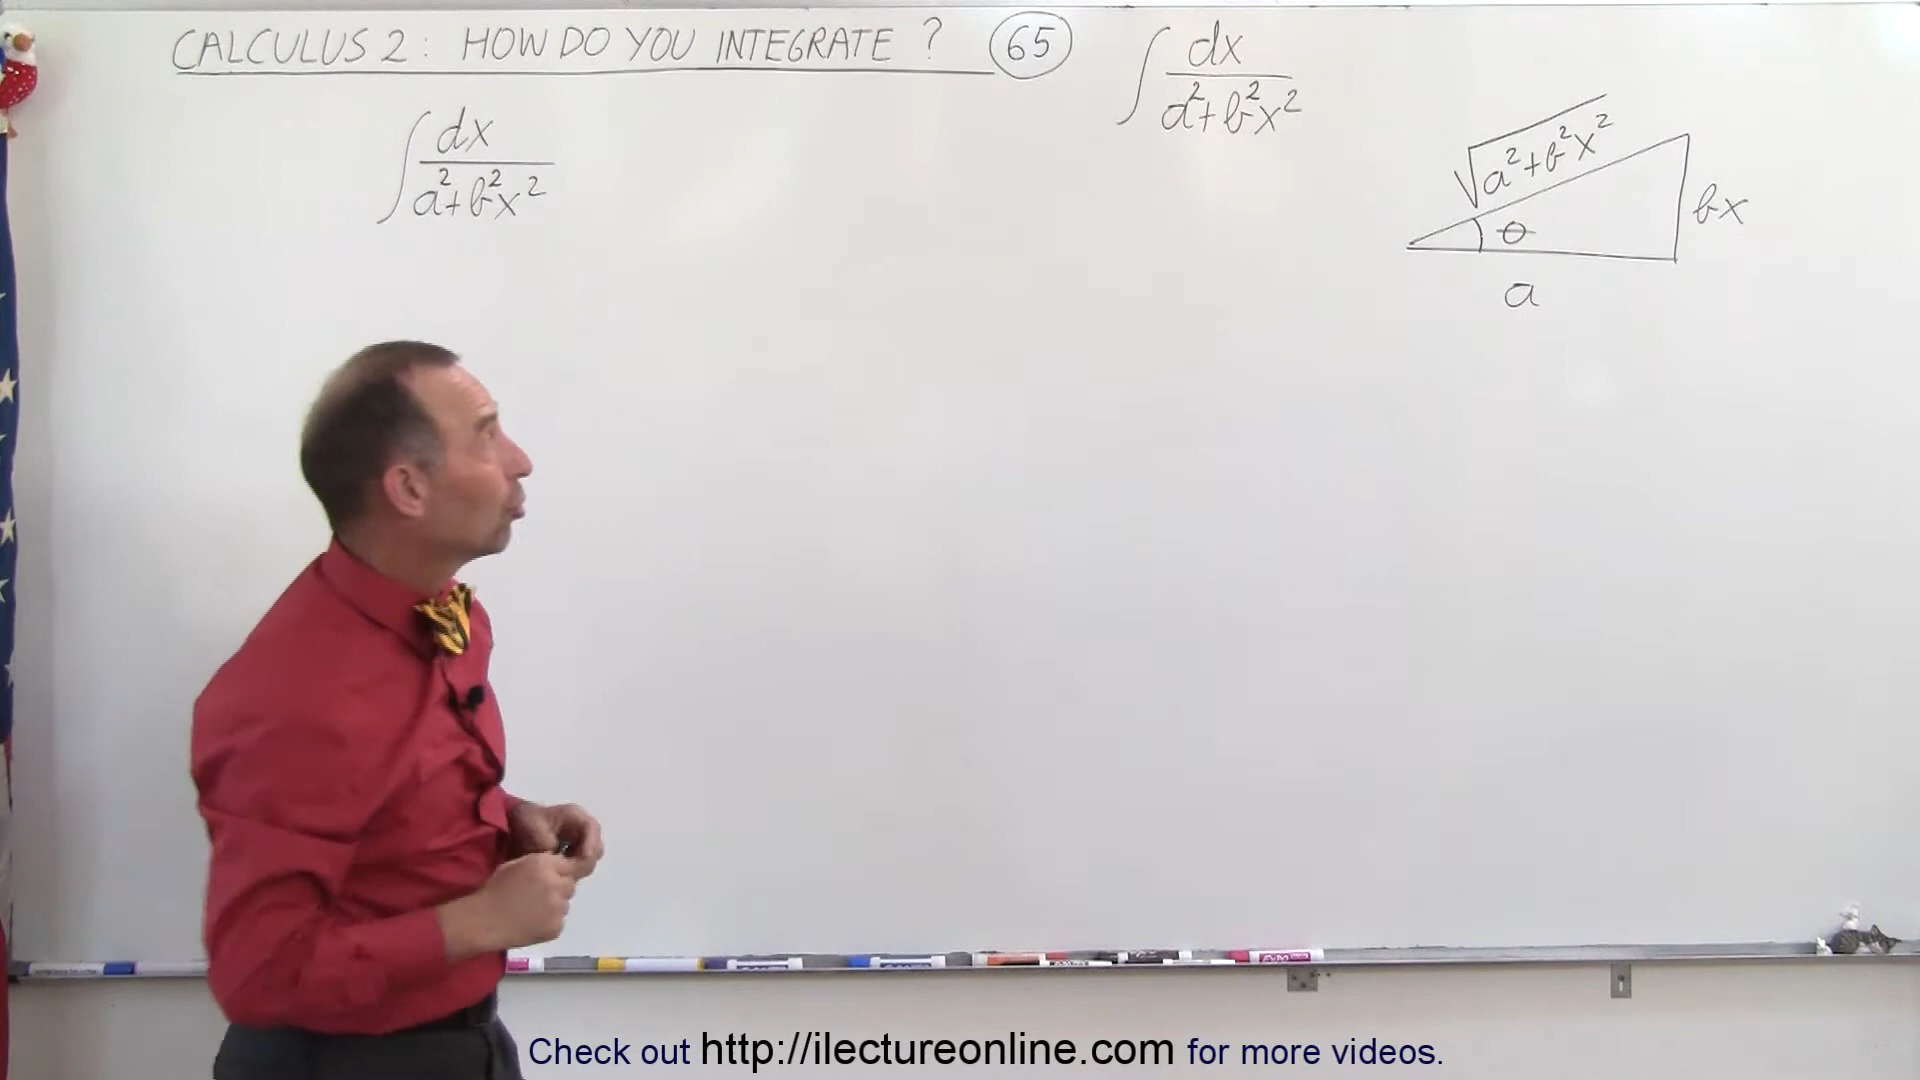 CALCULUS 2: HOW DO YOU INTEGRATE? 65
∫ dx / (a²+b²x²)
∫ dx / (a²+b²x²)
√(a²+b²x²)
bx
θ
a
Check out http://ilectureonline.com for more videos.